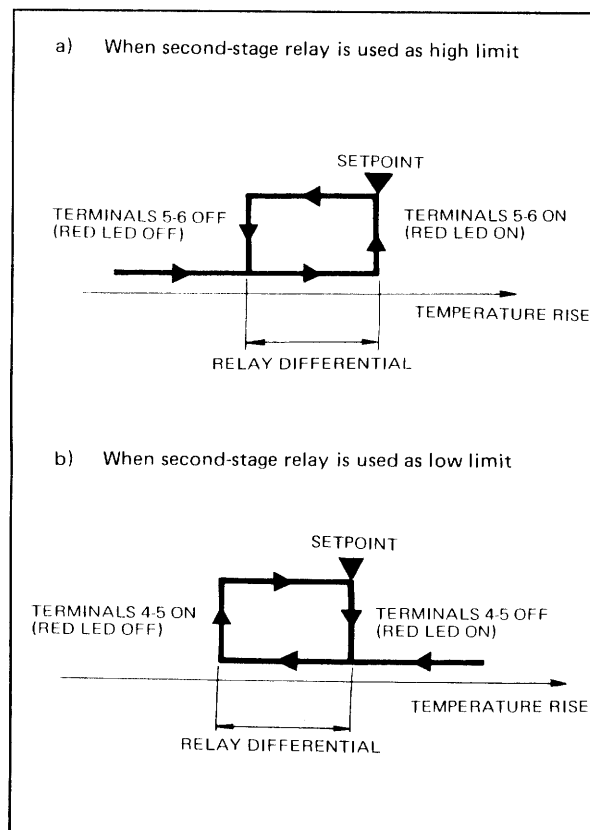 a) When second-stage relay is used as high limit
SETPOINT
TERMINALS 5-6 OFF
(RED LED OFF)
TERMINALS 5-6 ON
(RED LED ON)
TEMPERATURE RISE
RELAY DIFFERENTIAL
b) When second-stage relay is used as low limit
SETPOINT
TERMINALS 4-5 ON
(RED LED OFF)
TERMINALS 4-5 OFF
(RED LED ON)
TEMPERATURE RISE
RELAY DIFFERENTIAL